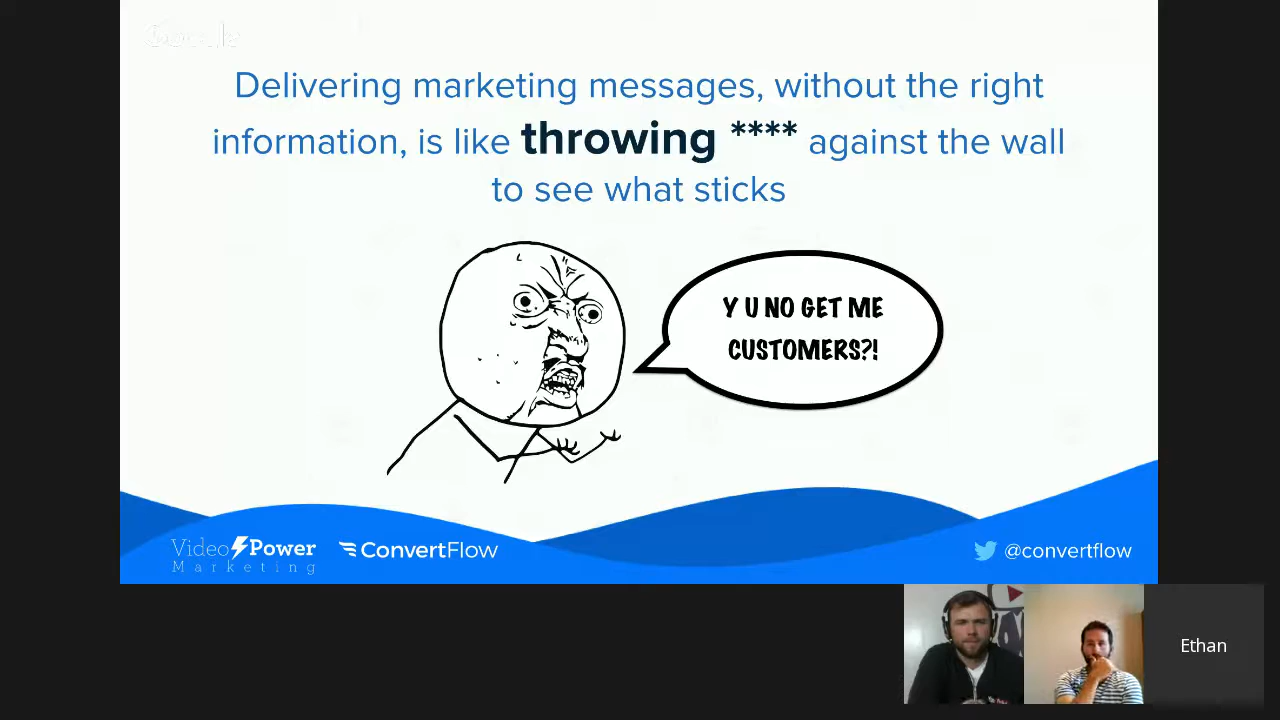 Google
Delivering marketing messages, without the right
information, is like throwing **** against the wall
to see what sticks
Y U NO GET ME
CUSTOMERS?!
Video Power
Marketing
ConvertFlow
@convertflow
Ethan